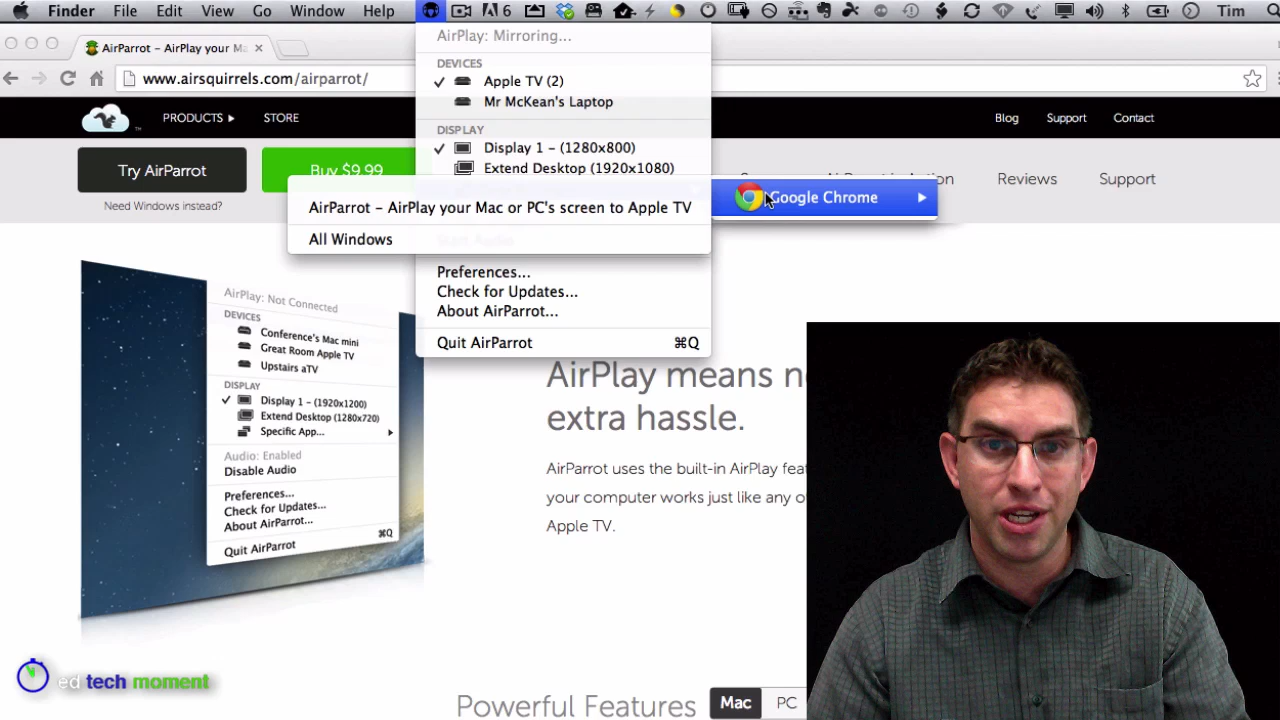 Finder File Edit View Go Window Help 6 Tim
AirParrot – AirPlay your Ma
www.airsquirrels.com/airparrot/
AirPlay: Mirroring...
DEVICES
✓ Apple TV (2)
Mr McKean's Laptop
DISPLAY
✓ Display 1 – (1280x800)
Extend Desktop (1920x1080)
Google Chrome
AirParrot – AirPlay your Mac or PC's screen to Apple TV
All Windows
Preferences...
Check for Updates...
About AirParrot...
Quit AirParrot ⌘Q
PRODUCTS STORE
Blog Support Contact
Try AirParrot
Buy $9.99
Need Windows instead?
Reviews Support
AirPlay: Not Connected
DEVICES
Conference's Mac mini
Great Room Apple TV
Upstairs aTV
DISPLAY
✓ Display 1 – (1920x1200)
Extend Desktop (1280x720)
Specific App...
Audio: Enabled
Disable Audio
Preferences...
Check for Updates...
About AirParrot...
Quit AirParrot ⌘Q
AirPlay means n
extra hassle.
AirParrot uses the built-in AirPlay fea
your computer works just like any o
Apple TV.
ed tech moment
Powerful Features Mac PC